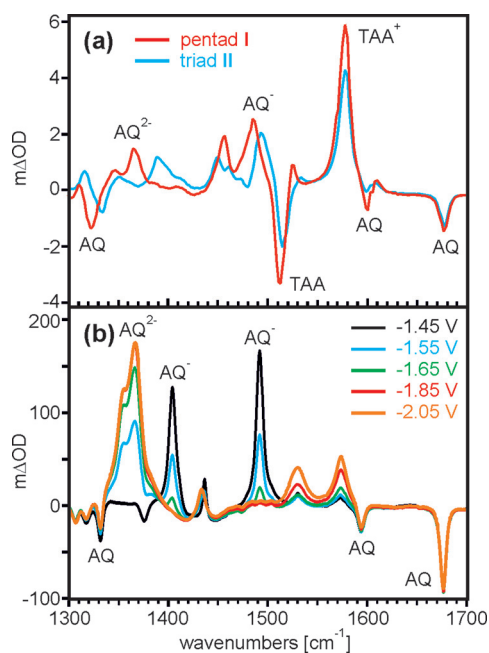 (a)
pentad I
triad II
TAA⁺
AQ²⁻
AQ⁻
AQ
TAA
AQ
AQ
6
4
2
0
-2
-4
mΔOD
(b)
AQ²⁻
AQ⁻
AQ⁻
-1.45 V
-1.55 V
-1.65 V
-1.85 V
-2.05 V
AQ
AQ
AQ
200
100
0
-100
mΔOD
1300 1400 1500 1600 1700
wavenumbers [cm⁻¹]